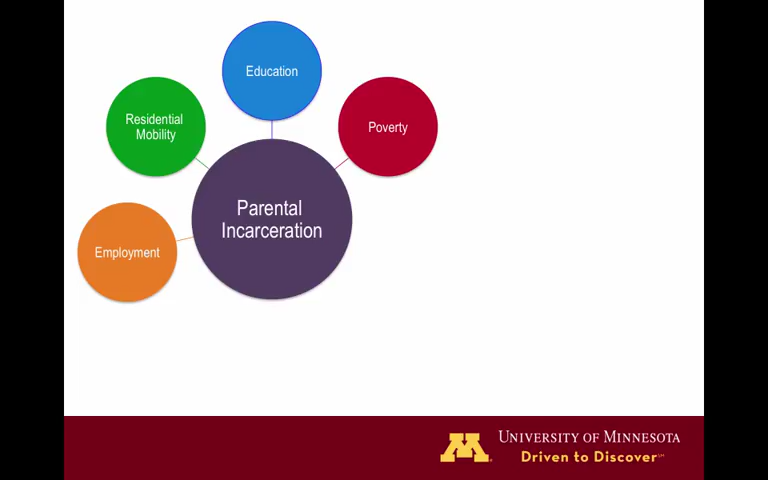 Education
Residential
Mobility
Poverty
Parental
Incarceration
Employment
M
UNIVERSITY OF MINNESOTA
Driven to Discover℠